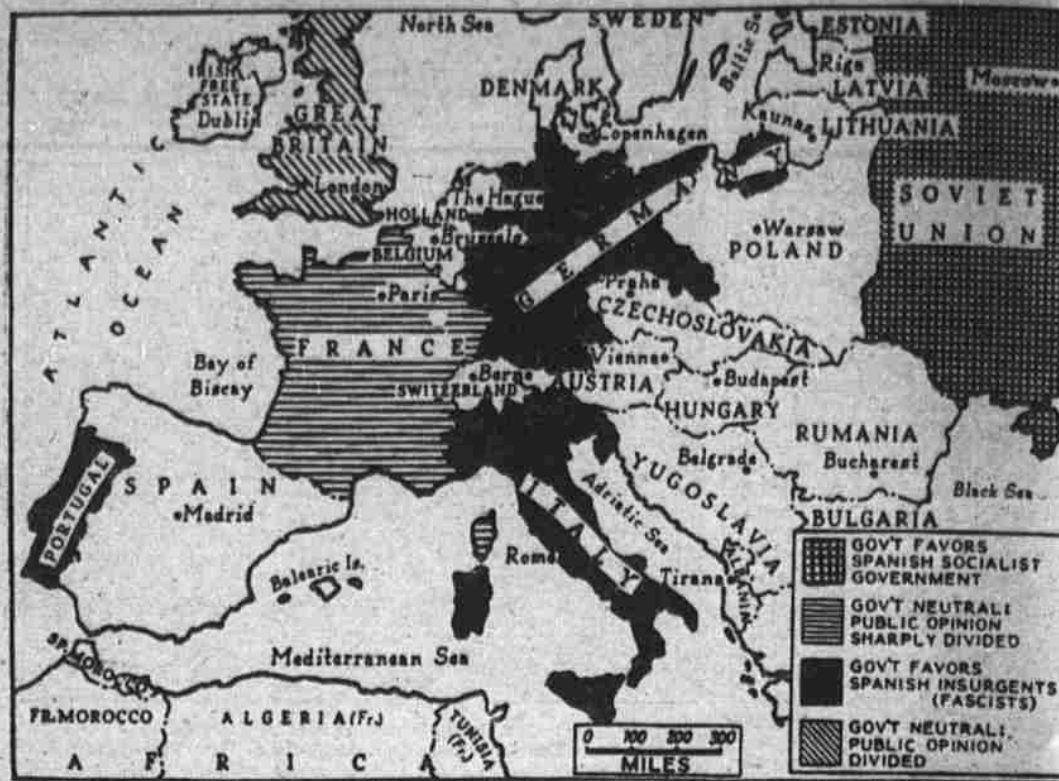 North Sea
SWEDEN
Baltic Se
ESTONIA
Riga
LATVIA
Moscow
IRISH
FREE
STATE
Dublin
GREAT
BRITAIN
London
DENMARK
Copenhagen
Kaunas
LITHUANIA
SOVIET
UNION
ATLANTIC
OCEAN
The Hague
HOLLAND
Brussels
BELGIUM
GERMANY
Warsaw
POLAND
Paris
FRANCE
Praha
CZECHOSLOVAKIA
Bay of
Biscay
Berne
SWITZERLAND
Vienna
AUSTRIA
Budapest
HUNGARY
RUMANIA
Bucharest
Belgrade
YUGOSLAVIA
Black Sea
BULGARIA
PORTUGAL
SPAIN
Madrid
Balearic Is.
ITALY
Rome
Adriatic Sea
Tirana
ALBANIA
Mediterranean Sea
SP. MOROCCO
FR. MOROCCO
ALGERIA (Fr.)
TUNISIA
(Fr.)
AFRICA
0 100 200 300
MILES
GOV'T FAVORS
SPANISH SOCIALIST
GOVERNMENT
GOV'T NEUTRAL:
PUBLIC OPINION
SHARPLY DIVIDED
GOV'T FAVORS
SPANISH INSURGENTS
(FASCISTS)
GOV'T NEUTRAL:
PUBLIC OPINION
DIVIDED